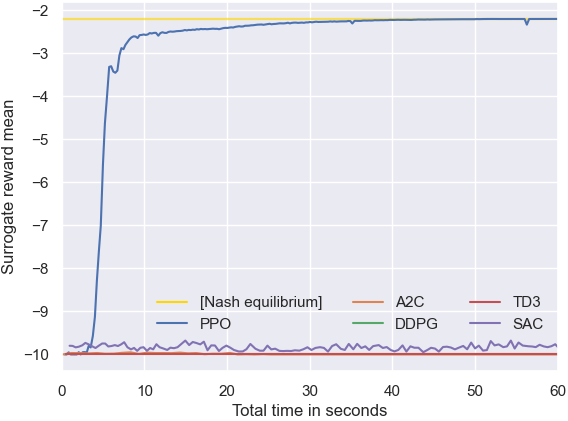 −2
−3
−4
−5
−6
−7
−8
−9
−10
Surrogate reward mean
[Nash equilibrium]
PPO
A2C
DDPG
TD3
SAC
0 10 20 30 40 50 60
Total time in seconds